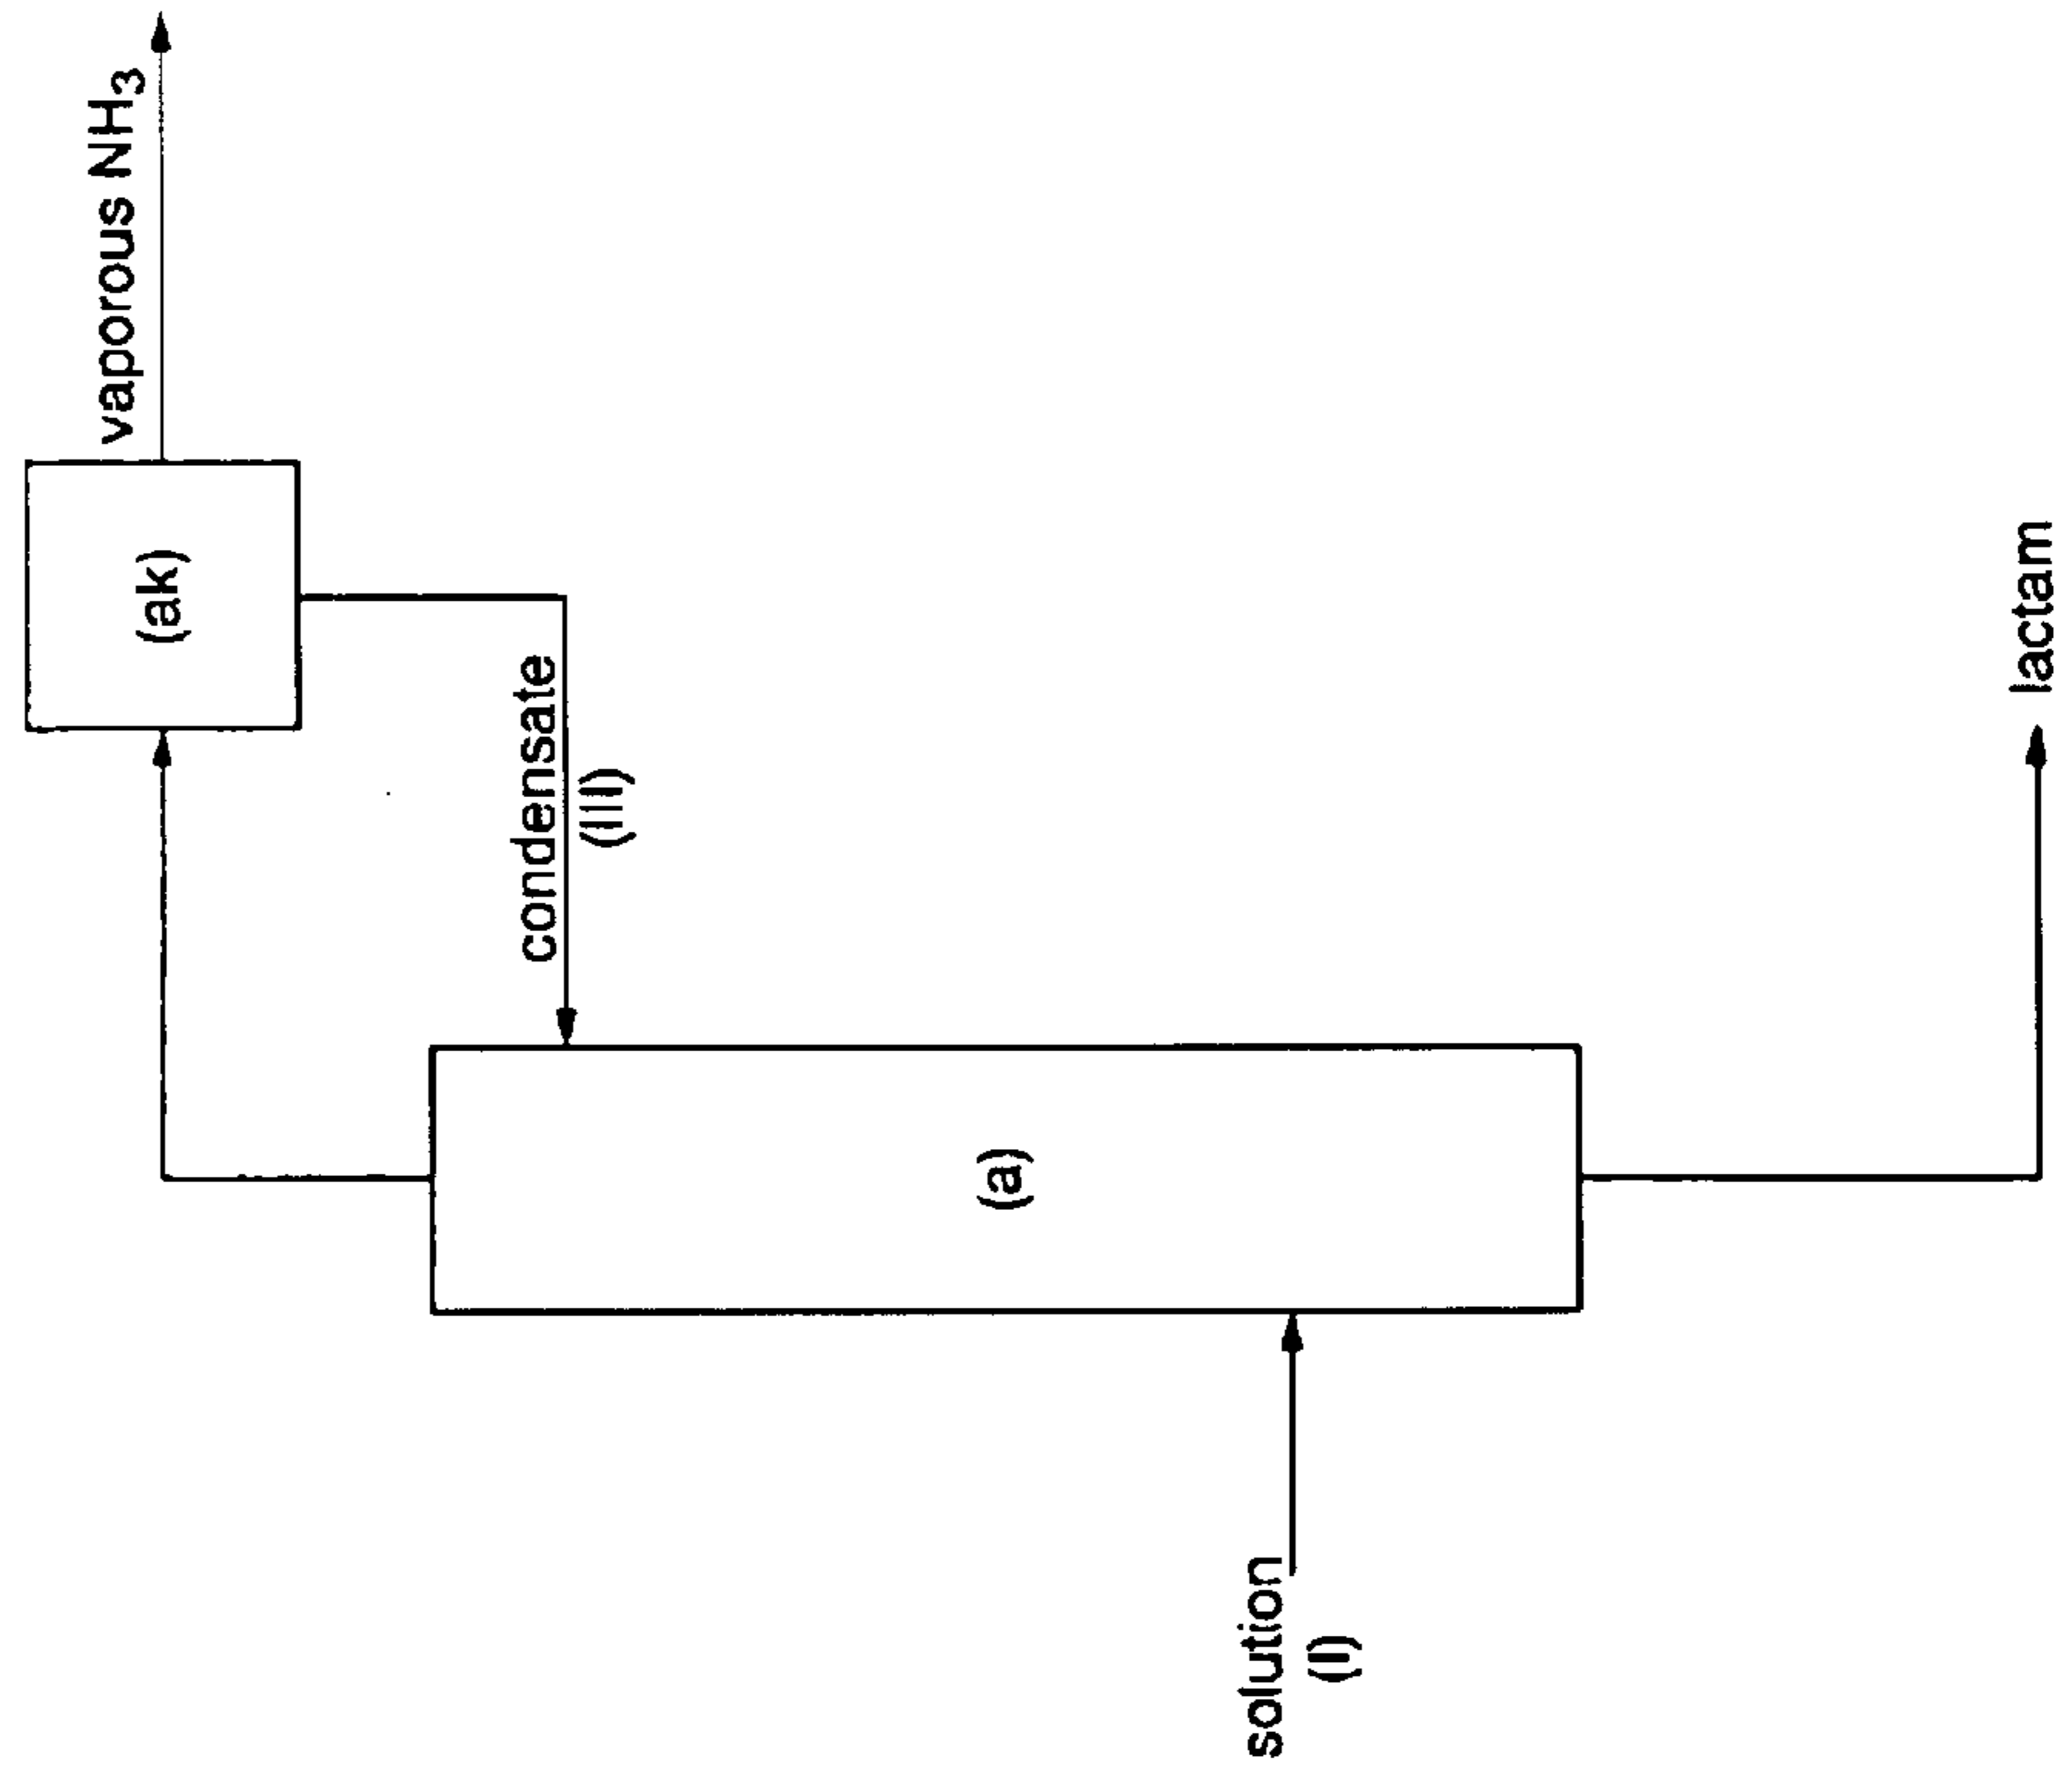 vaporous NH₃
(ak)
condensate
(III)
(a)
solution
(I)
lactam